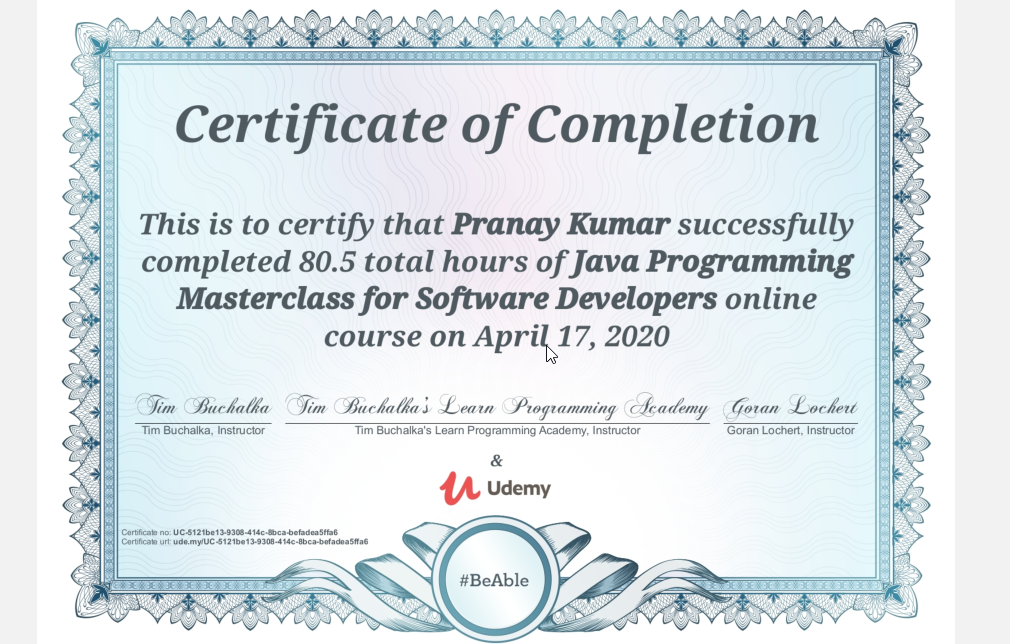 Certificate of Completion
This is to certify that Pranay Kumar successfully
completed 80.5 total hours of Java Programming
Masterclass for Software Developers online
course on April 17, 2020
Tim Buchalka Tim Buchalka's Learn Programming Academy Goran Lochert
Tim Buchalka, Instructor Tim Buchalka's Learn Programming Academy, Instructor Goran Lochert, Instructor
&
Udemy
Certificate no: UC-5121be13-9308-414c-8bca-befadea5ffa6
Certificate url: ude.my/UC-5121be13-9308-414c-8bca-befadea5ffa6
#BeAble